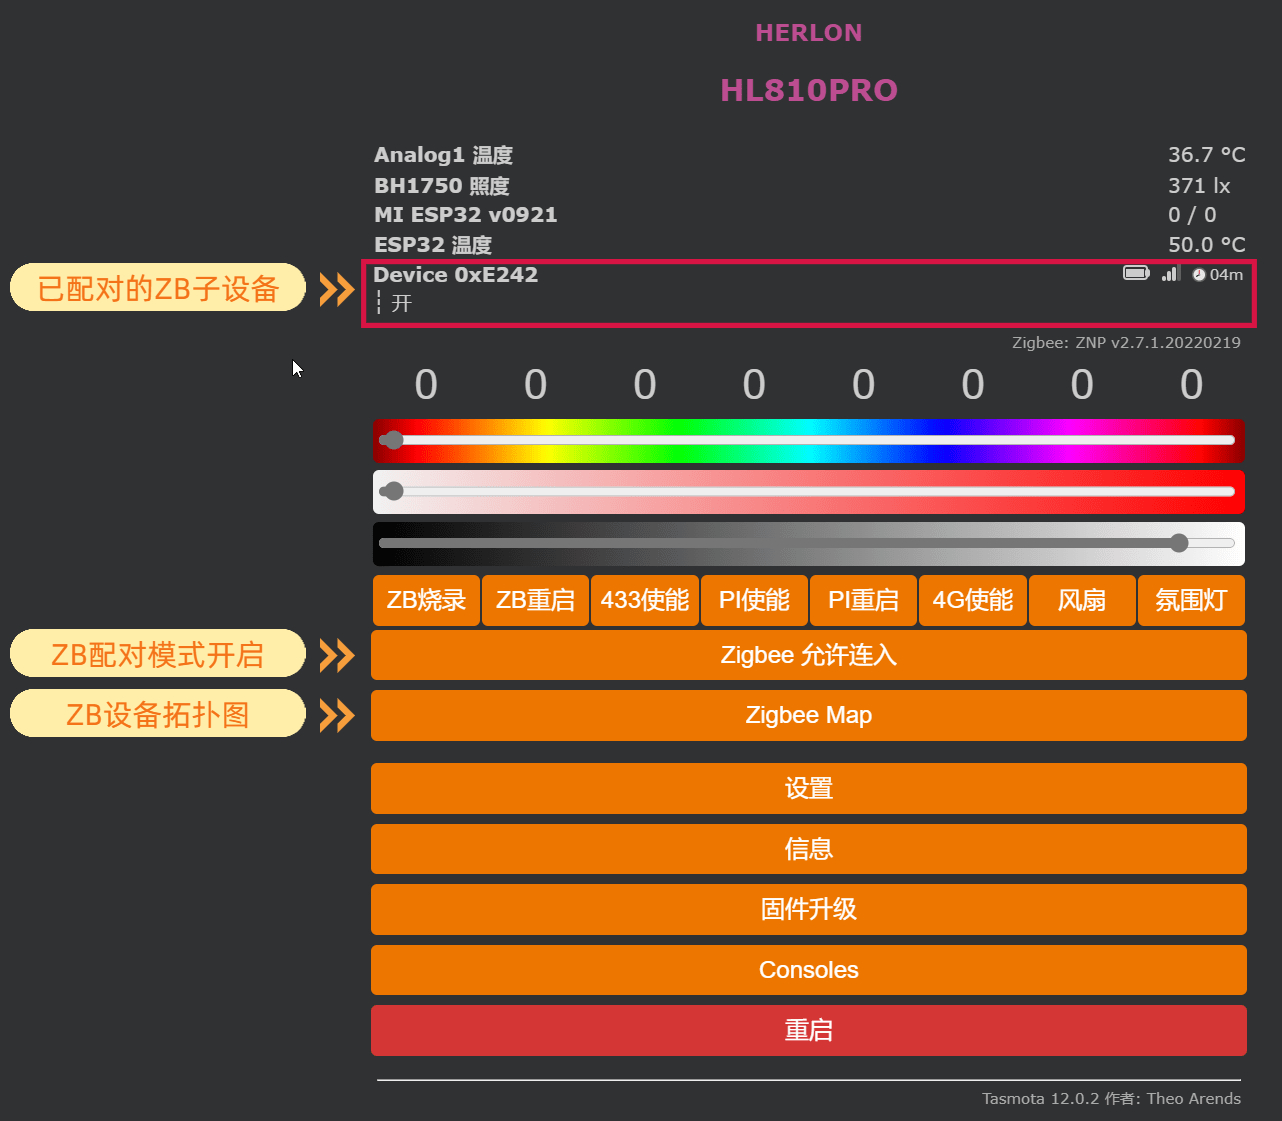 HERLON
HL810PRO
Analog1 温度 36.7 °C
BH1750 照度 371 lx
MI ESP32 v0921 0 / 0
ESP32 温度 50.0 °C
已配对的ZB子设备
Device 0xE242 04m
开
Zigbee: ZNP v2.7.1.20220219
0 0 0 0 0 0 0 0
ZB烧录 ZB重启 433使能 PI使能 PI重启 4G使能 风扇 氛围灯
ZB配对模式开启 Zigbee 允许连入
ZB设备拓扑图 Zigbee Map
设置
信息
固件升级
Consoles
重启
Tasmota 12.0.2 作者: Theo Arends